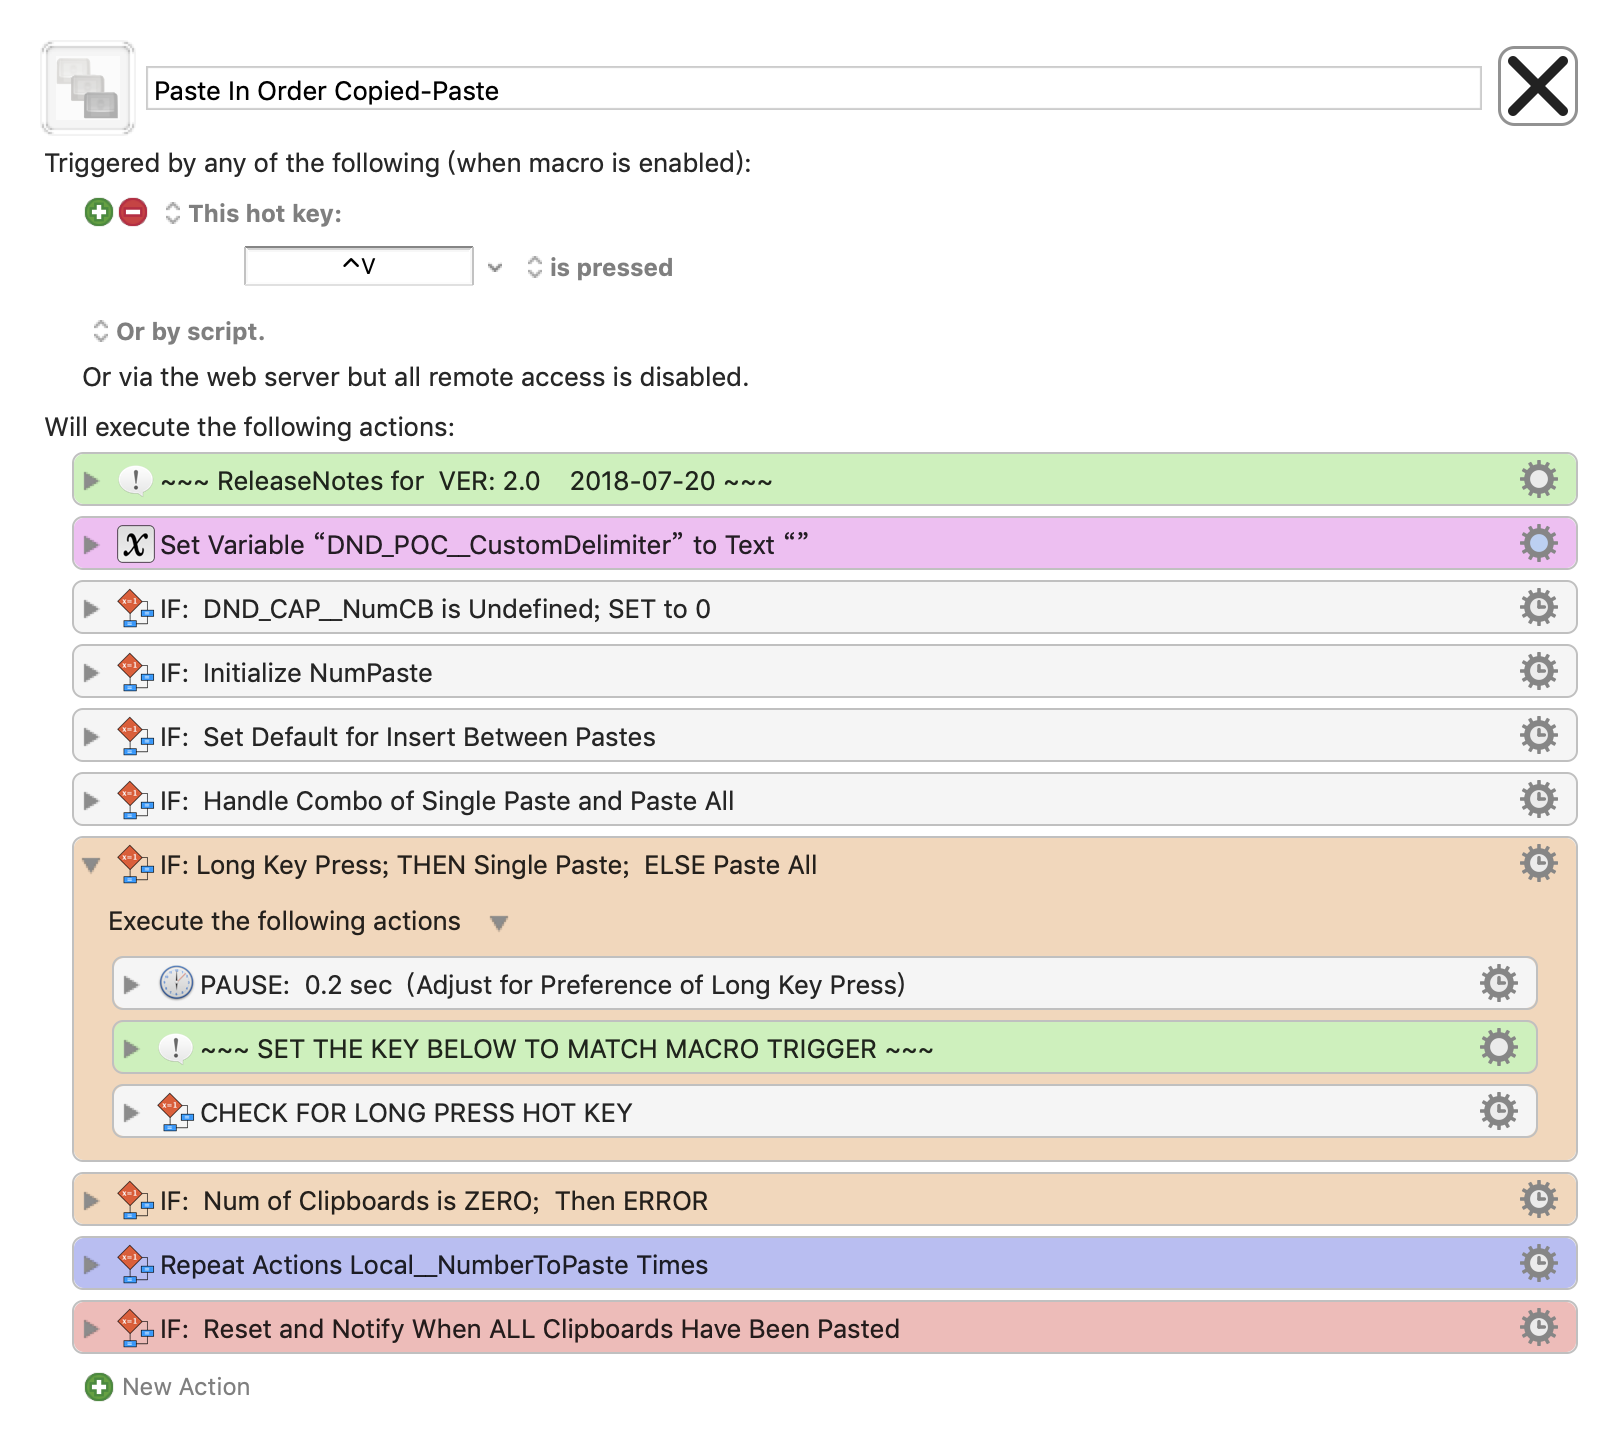 Paste In Order Copied-Paste
Triggered by any of the following (when macro is enabled):
This hot key:
^V
is pressed
Or by script.
Or via the web server but all remote access is disabled.
Will execute the following actions:
~~~ ReleaseNotes for  VER: 2.0    2018-07-20 ~~~
Set Variable “DND_POC__CustomDelimiter” to Text “”
IF:  DND_CAP__NumCB is Undefined; SET to 0
IF:  Initialize NumPaste
IF:  Set Default for Insert Between Pastes
IF:  Handle Combo of Single Paste and Paste All
IF: Long Key Press; THEN Single Paste;  ELSE Paste All
Execute the following actions
PAUSE:  0.2 sec  (Adjust for Preference of Long Key Press)
~~~ SET THE KEY BELOW TO MATCH MACRO TRIGGER ~~~
CHECK FOR LONG PRESS HOT KEY
IF:  Num of Clipboards is ZERO;  Then ERROR
Repeat Actions Local__NumberToPaste Times
IF:  Reset and Notify When ALL Clipboards Have Been Pasted
New Action